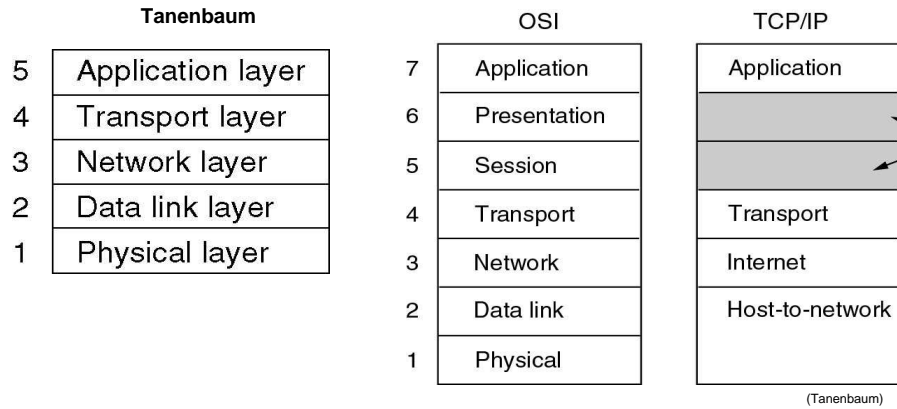 Tanenbaum
5 Application layer
4 Transport layer
3 Network layer
2 Data link layer
1 Physical layer
OSI
7 Application
6 Presentation
5 Session
4 Transport
3 Network
2 Data link
1 Physical
TCP/IP
Application
Transport
Internet
Host-to-network
(Tanenbaum)